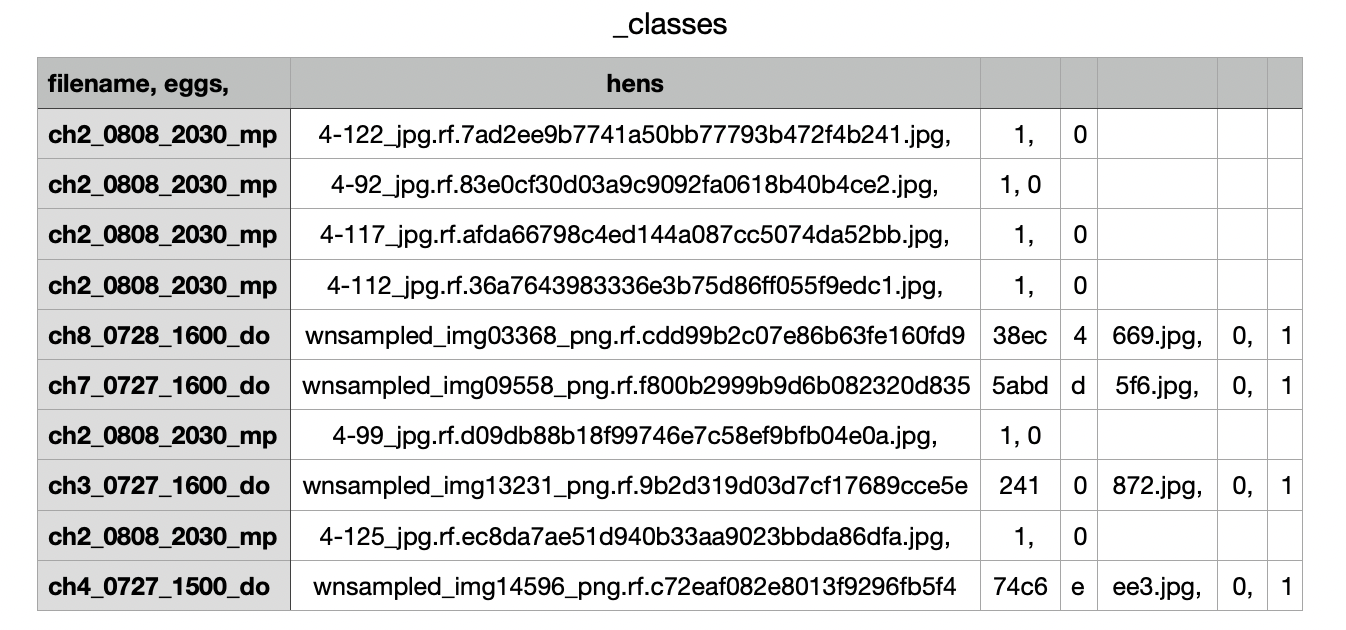 _classes
filename, eggs, hens
ch2_0808_2030_mp 4-122_jpg.rf.7ad2ee9b7741a50bb77793b472f4b241.jpg, 1, 0
ch2_0808_2030_mp 4-92_jpg.rf.83e0cf30d03a9c9092fa0618b40b4ce2.jpg, 1, 0
ch2_0808_2030_mp 4-117_jpg.rf.afda66798c4ed144a087cc5074da52bb.jpg, 1, 0
ch2_0808_2030_mp 4-112_jpg.rf.36a7643983336e3b75d86ff055f9edc1.jpg, 1, 0
ch8_0728_1600_do wnsampled_img03368_png.rf.cdd99b2c07e86b63fe160fd9 38ec 4 669.jpg, 0, 1
ch7_0727_1600_do wnsampled_img09558_png.rf.f800b2999b9d6b082320d835 5abd d 5f6.jpg, 0, 1
ch2_0808_2030_mp 4-99_jpg.rf.d09db88b18f99746e7c58ef9bfb04e0a.jpg, 1, 0
ch3_0727_1600_do wnsampled_img13231_png.rf.9b2d319d03d7cf17689cce5e 241 0 872.jpg, 0, 1
ch2_0808_2030_mp 4-125_jpg.rf.ec8da7ae51d940b33aa9023bbda86dfa.jpg, 1, 0
ch4_0727_1500_do wnsampled_img14596_png.rf.c72eaf082e8013f9296fb5f4 74c6 e ee3.jpg, 0, 1